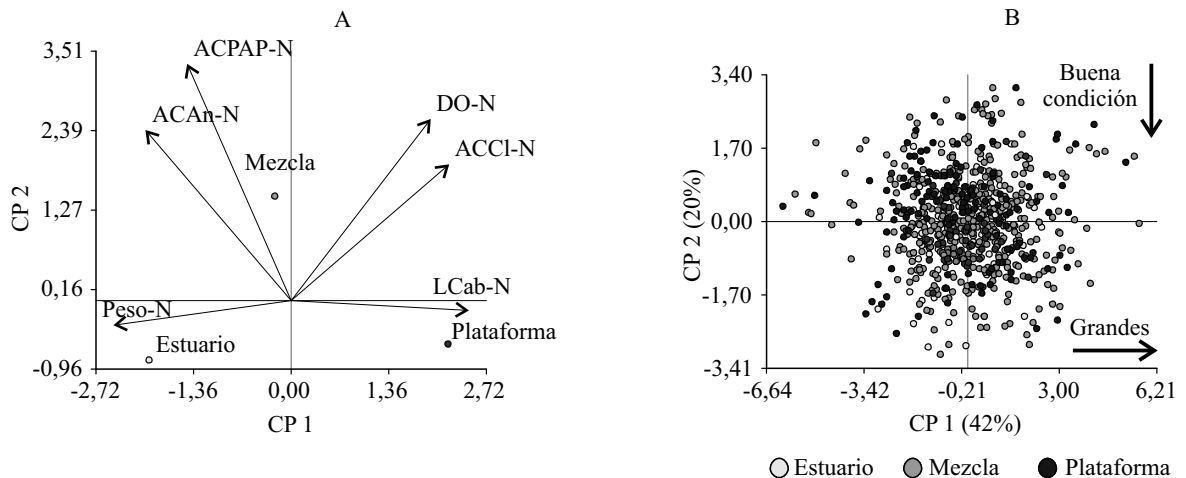 A
3,51
2,39
1,27
0,16
-0,96
CP 2
ACPAP-N
ACAn-N
Mezcla
DO-N
ACCl-N
LCab-N
Peso-N
Estuario
Plataforma
-2,72
-1,36
0,00
1,36
2,72
CP 1
B
3,40
1,70
0,00
-1,70
-3,41
CP 2 (20%)
Buena
condición
Grandes
-6,64
-3,42
-0,21
3,00
6,21
CP 1 (42%)
Estuario
Mezcla
Plataforma